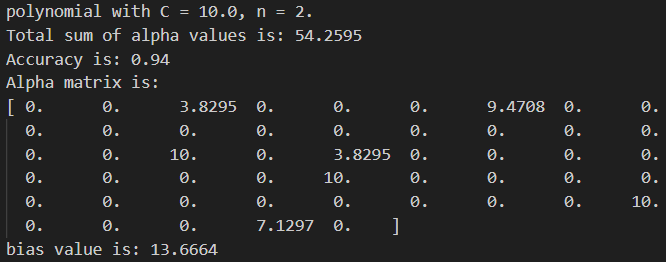 polynomial with C = 10.0, n = 2.
Total sum of alpha values is: 54.2595
Accuracy is: 0.94
Alpha matrix is:
[ 0. 0. 3.8295 0. 0. 0. 9.4708 0. 0.
0. 0. 0. 0. 0. 0. 0. 0. 0.
0. 0. 10. 0. 3.8295 0. 0. 0. 0.
0. 0. 0. 0. 10. 0. 0. 0. 0.
0. 0. 0. 0. 0. 0. 0. 0. 10.
0. 0. 0. 7.1297 0. ]
bias value is: 13.6664